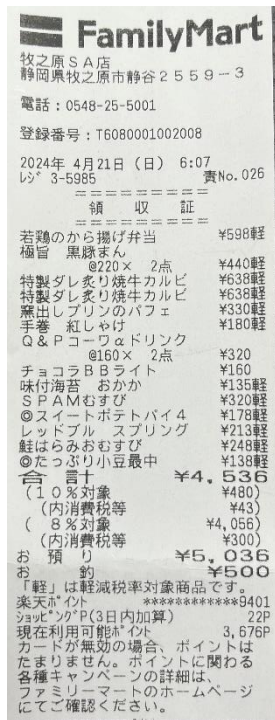 FamilyMart
牧之原SA店
静岡県牧之原市静谷2559-3
電話:0548-25-5001
登録番号:T6080001002008
2024年 4月21日(日) 6:07
レジ 3-5985 責No.026
==========
領 収 証
==========
若鶏のから揚げ弁当 ¥598軽
極旨 黒豚まん
@220× 2点 ¥440軽
特製ダレ炙り焼牛カルビ ¥638軽
特製ダレ炙り焼牛カルビ ¥638軽
窯出しプリンのパフェ ¥330軽
手巻 紅しゃけ ¥180軽
Q&Pコーワαドリンク
@160× 2点 ¥320
チョコラBBライト ¥160
味付海苔 おかか ¥135軽
SPAMむすび ¥320軽
◎スイートポテトパイ4 ¥178軽
レッドブル スプリング ¥213軽
鮭はらみおむすび ¥248軽
◎たっぷり小豆最中 ¥138軽
合 計 ¥4,536
(10%対象 ¥480)
(内消費税等 ¥43)
( 8%対象 ¥4,056)
(内消費税等 ¥300)
お 預 り ¥5,036
お 釣 ¥500
「軽」は軽減税率対象商品です。
楽天ポイント ************9401
ショッピングP(3日内加算) 22P
現在利用可能ポイント 3,676P
カードが無効の場合、ポイントは
たまりません。ポイントに関わる
各種キャンペーンの詳細は、
ファミリーマートのホームページ
にてご確認ください。